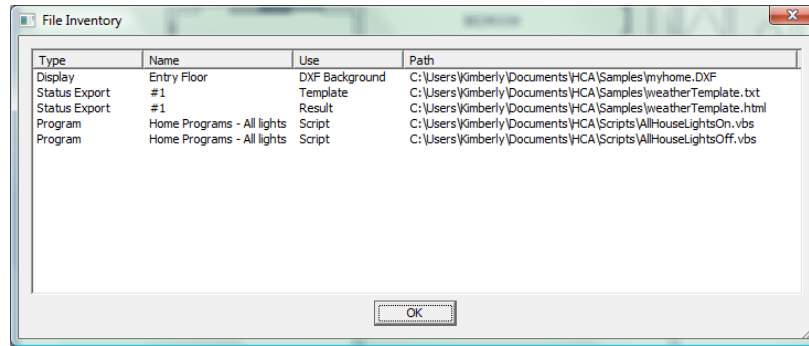 File Inventory
Type Name Use Path
Display Entry Floor DXF Background C:\Users\Kimberly\Documents\HCA\Samples\myhome.DXF
Status Export #1 Template C:\Users\Kimberly\Documents\HCA\Samples\weatherTemplate.txt
Status Export #1 Result C:\Users\Kimberly\Documents\HCA\Samples\weatherTemplate.html
Program Home Programs - All lights Script C:\Users\Kimberly\Documents\HCA\Scripts\AllHouseLightsOn.vbs
Program Home Programs - All lights Script C:\Users\Kimberly\Documents\HCA\Scripts\AllHouseLightsOff.vbs
OK